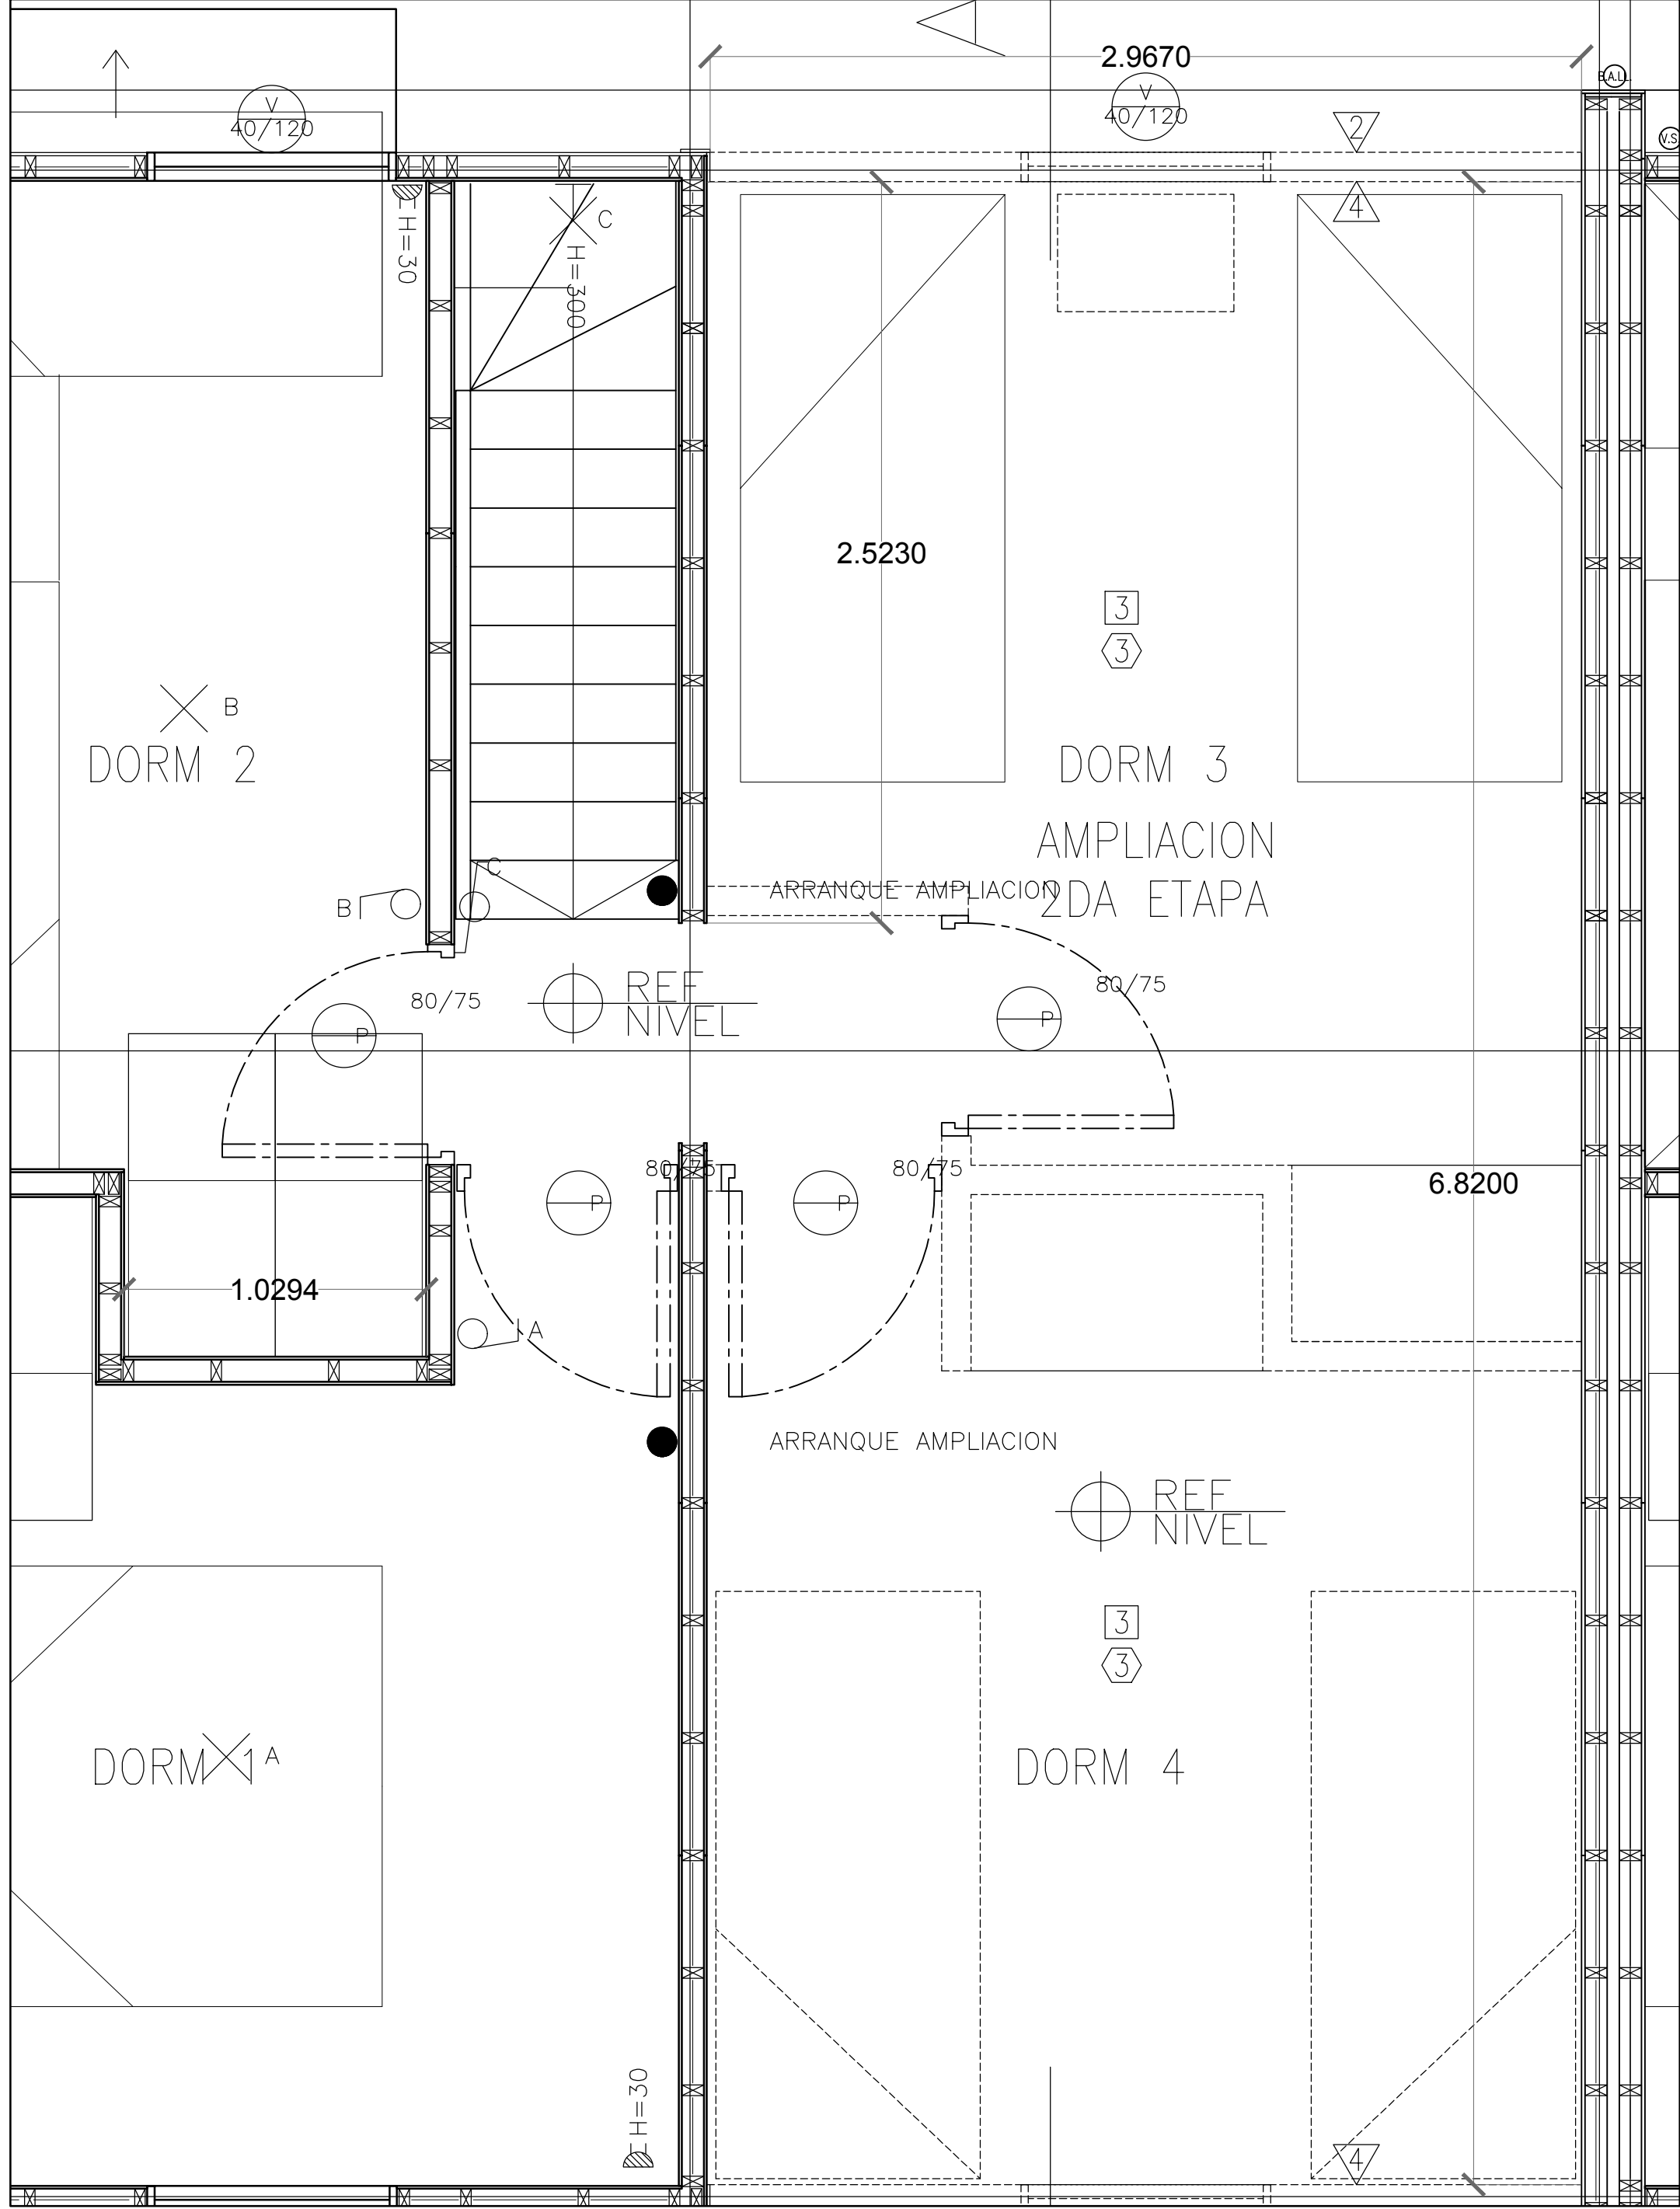 2.9670
B.A.LL.
V
40/120
V
40/120
2
V.S
4
H=30
C
H=300
2.5230
3
3
B
DORM 2
DORM 3
AMPLIACION
ARRANQUE AMPLIACION
2DA ETAPA
C
B
80/75
REF
NIVEL
80/75
P
P
80/75
80/75
6.8200
P
P
1.0294
A
ARRANQUE AMPLIACION
REF
NIVEL
3
3
DORM 1
A
DORM 4
H=30
4